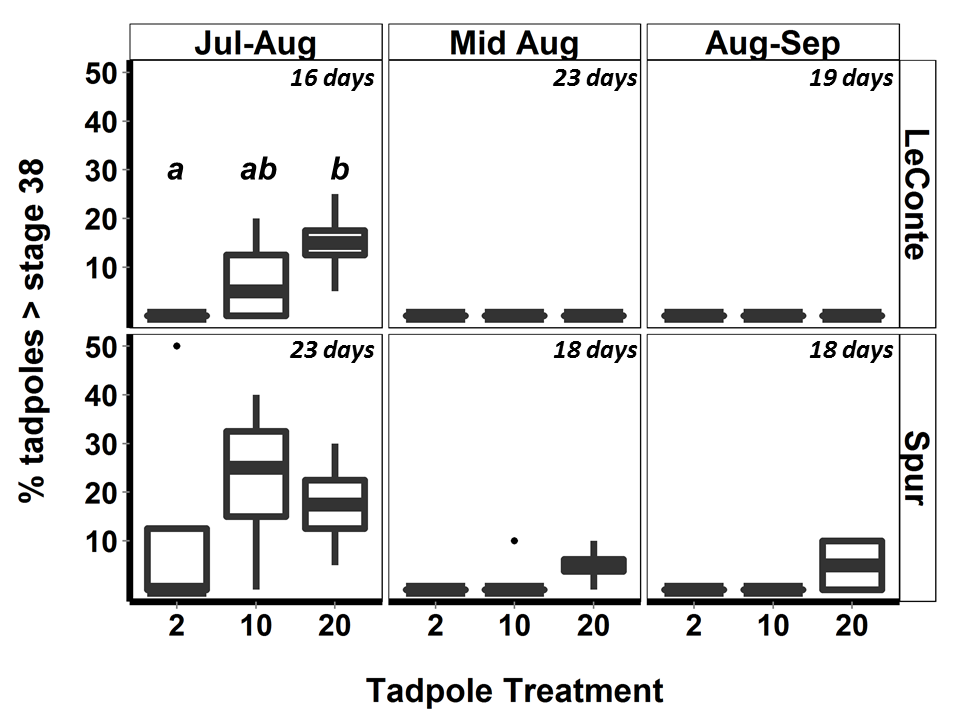 Jul-Aug Mid Aug Aug-Sep
16 days 23 days 19 days
50
40
30
20
10
a ab b
LeConte
23 days 18 days 18 days
50
40
30
20
10
Spur
% tadpoles > stage 38
2 10 20 2 10 20 2 10 20
Tadpole Treatment